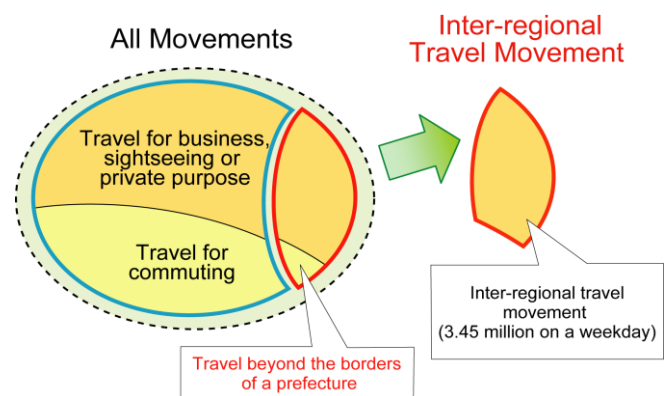 All Movements
Inter-regional
Travel Movement
Travel for business,
sightseeing or
private purpose
Travel for
commuting
Travel beyond the borders
of a prefecture
Inter-regional travel
movement
(3.45 million on a weekday)